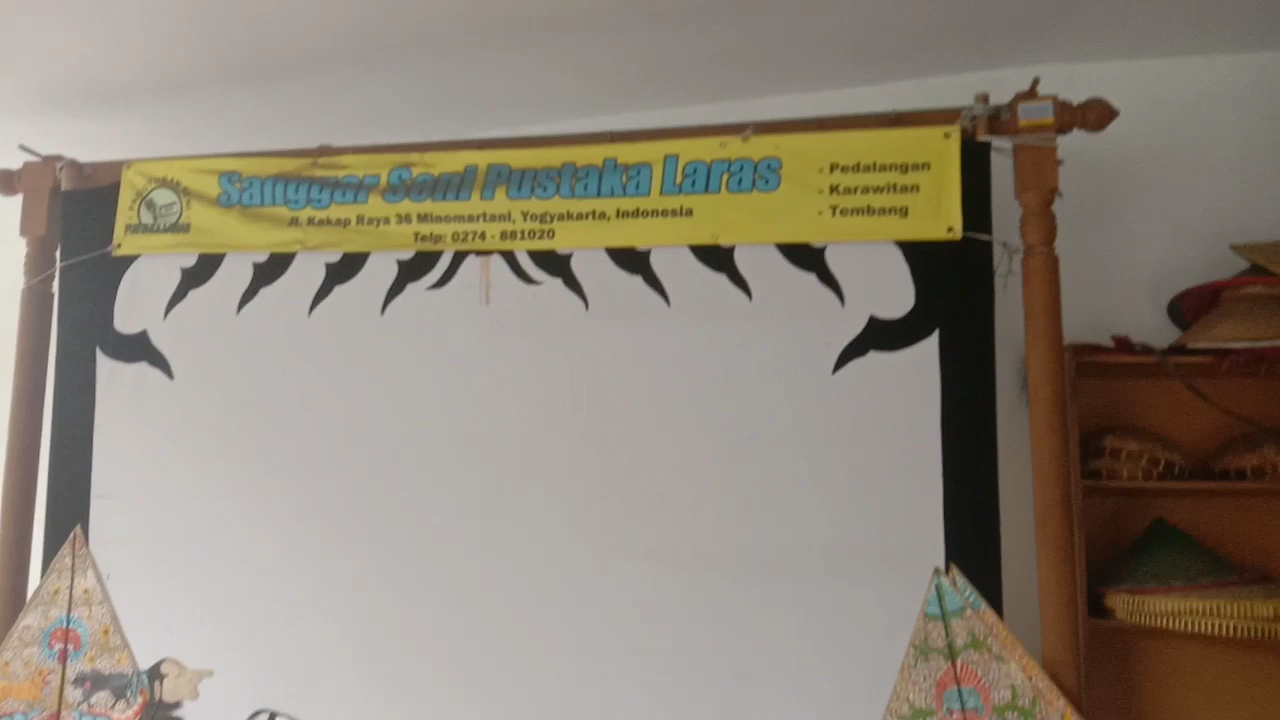 Sanggar Seni Pustaka Laras
Jl. Kakap Raya 36 Minomartani, Yogyakarta, Indonesia
Telp: 0274 - 881020
- Pedalangan
- Karawitan
- Tembang